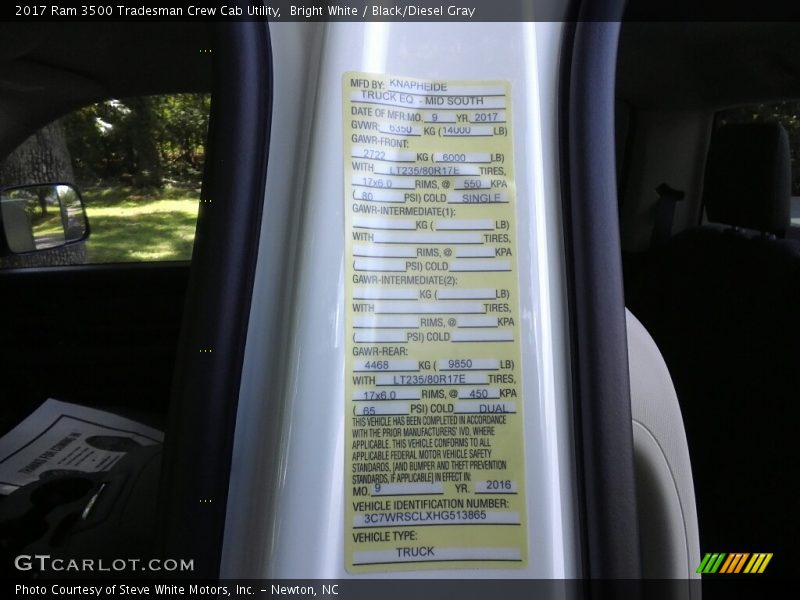 2017 Ram 3500 Tradesman Crew Cab Utility,  Bright White / Black/Diesel Gray
MFD BY: KNAPHEIDE
TRUCK EQ. - MID SOUTH
DATE OF MFR:MO. 9 YR. 2017
GVWR: 6350 KG (14000 LB)
GAWR-FRONT:
2722 KG ( 6000 LB)
WITH LT235/80R17E TIRES,
17x6.0 RIMS, @ 550 KPA
( 80 PSI) COLD SINGLE
GAWR-INTERMEDIATE(1):
KG ( LB)
WITH TIRES,
RIMS, @ KPA
( PSI) COLD
GAWR-INTERMEDIATE(2):
KG ( LB)
WITH TIRES,
RIMS, @ KPA
( PSI) COLD
GAWR-REAR:
4468 KG ( 9850 LB)
WITH LT235/80R17E TIRES,
17x6.0 RIMS, @ 450 KPA
( 65 PSI) COLD DUAL
THIS VEHICLE HAS BEEN COMPLETED IN ACCORDANCE
WITH THE PRIOR MANUFACTURERS' IVD, WHERE
APPLICABLE. THIS VEHICLE CONFORMS TO ALL
APPLICABLE FEDERAL MOTOR VEHICLE SAFETY
STANDARDS, [AND BUMPER AND THEFT PREVENTION
STANDARDS, IF APPLICABLE] IN EFFECT IN:
MO. 9 YR. 2016
VEHICLE IDENTIFICATION NUMBER:
3C7WRSCLXHG513865
VEHICLE TYPE:
TRUCK
THANKS FOR COMING IN
GTCARLOT.COM
Photo Courtesy of Steve White Motors, Inc. – Newton, NC